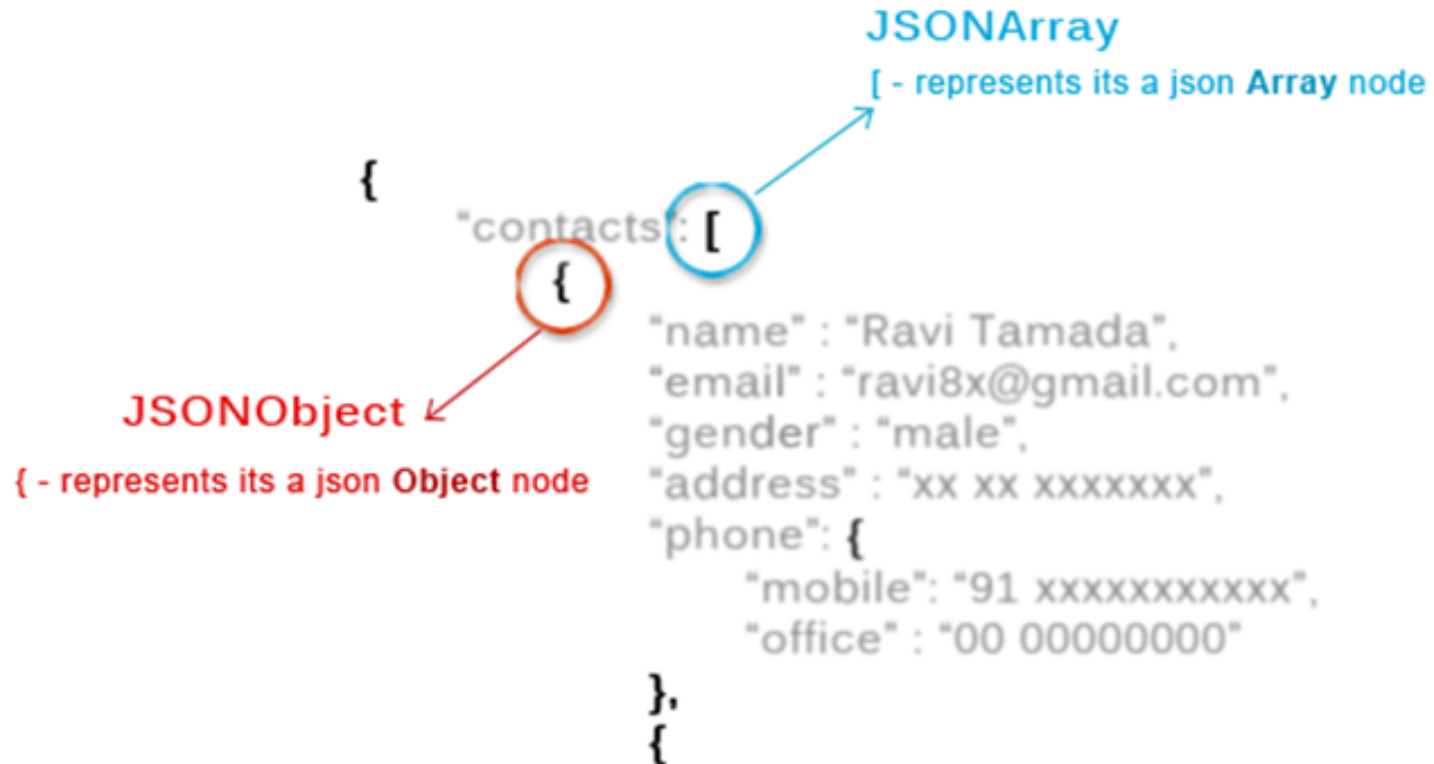 JSONArray
[ - represents its a json Array node
{
“contacts”: [
{
“name” : “Ravi Tamada”,
“email” : “ravi8x@gmail.com”,
JSONObject
“gender” : “male”,
{ - represents its a json Object node
“address” : “xx xx xxxxxxx”,
“phone”: {
“mobile”: “91 xxxxxxxxxxx”,
“office” : “00 00000000”
},
{